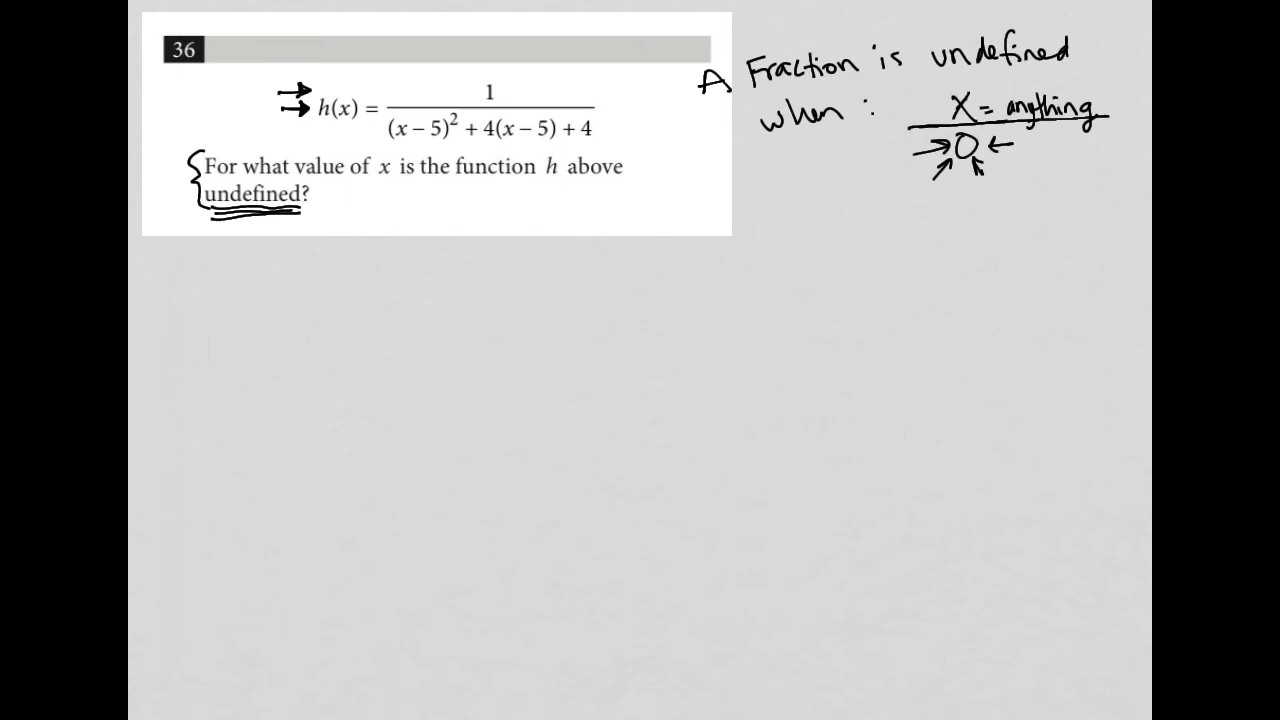 36
h(x) = 1 / ((x − 5)² + 4(x − 5) + 4)
For what value of x is the function h above
undefined?
A Fraction is undefined
when : X = anything
0